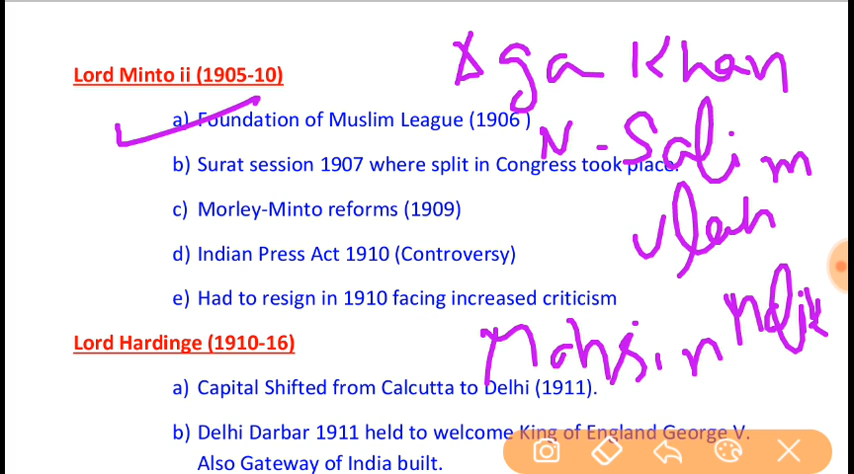 Lord Minto ii (1905-10)
Aga Khan
a) Foundation of Muslim League (1906)
N - Salim
b) Surat session 1907 where split in Congress took place.
ullah
c) Morley-Minto reforms (1909)
d) Indian Press Act 1910 (Controversy)
e) Had to resign in 1910 facing increased criticism
Mohsin
Lord Hardinge (1910-16)
a) Capital Shifted from Calcutta to Delhi (1911).
b) Delhi Darbar 1911 held to welcome King of England George V.
Also Gateway of India built.